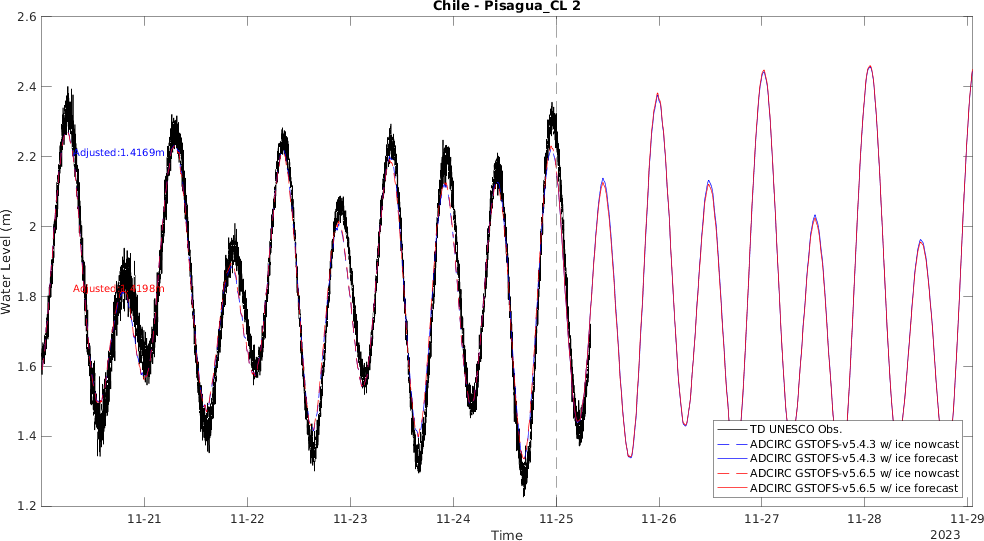 Chile - Pisagua_CL 2
2.6
2.4
2.2
2
1.8
1.6
1.4
1.2
Water Level (m)
Adjusted:1.4169m
TD UNESCO Obs.
ADCIRC GSTOFS-v5.4.3 w/ ice nowcast
ADCIRC GSTOFS-v5.4.3 w/ ice forecast
ADCIRC GSTOFS-v5.6.5 w/ ice nowcast
ADCIRC GSTOFS-v5.6.5 w/ ice forecast
11-21
11-22
11-23
11-24
11-25
11-26
11-27
11-28
11-29
Time
2023